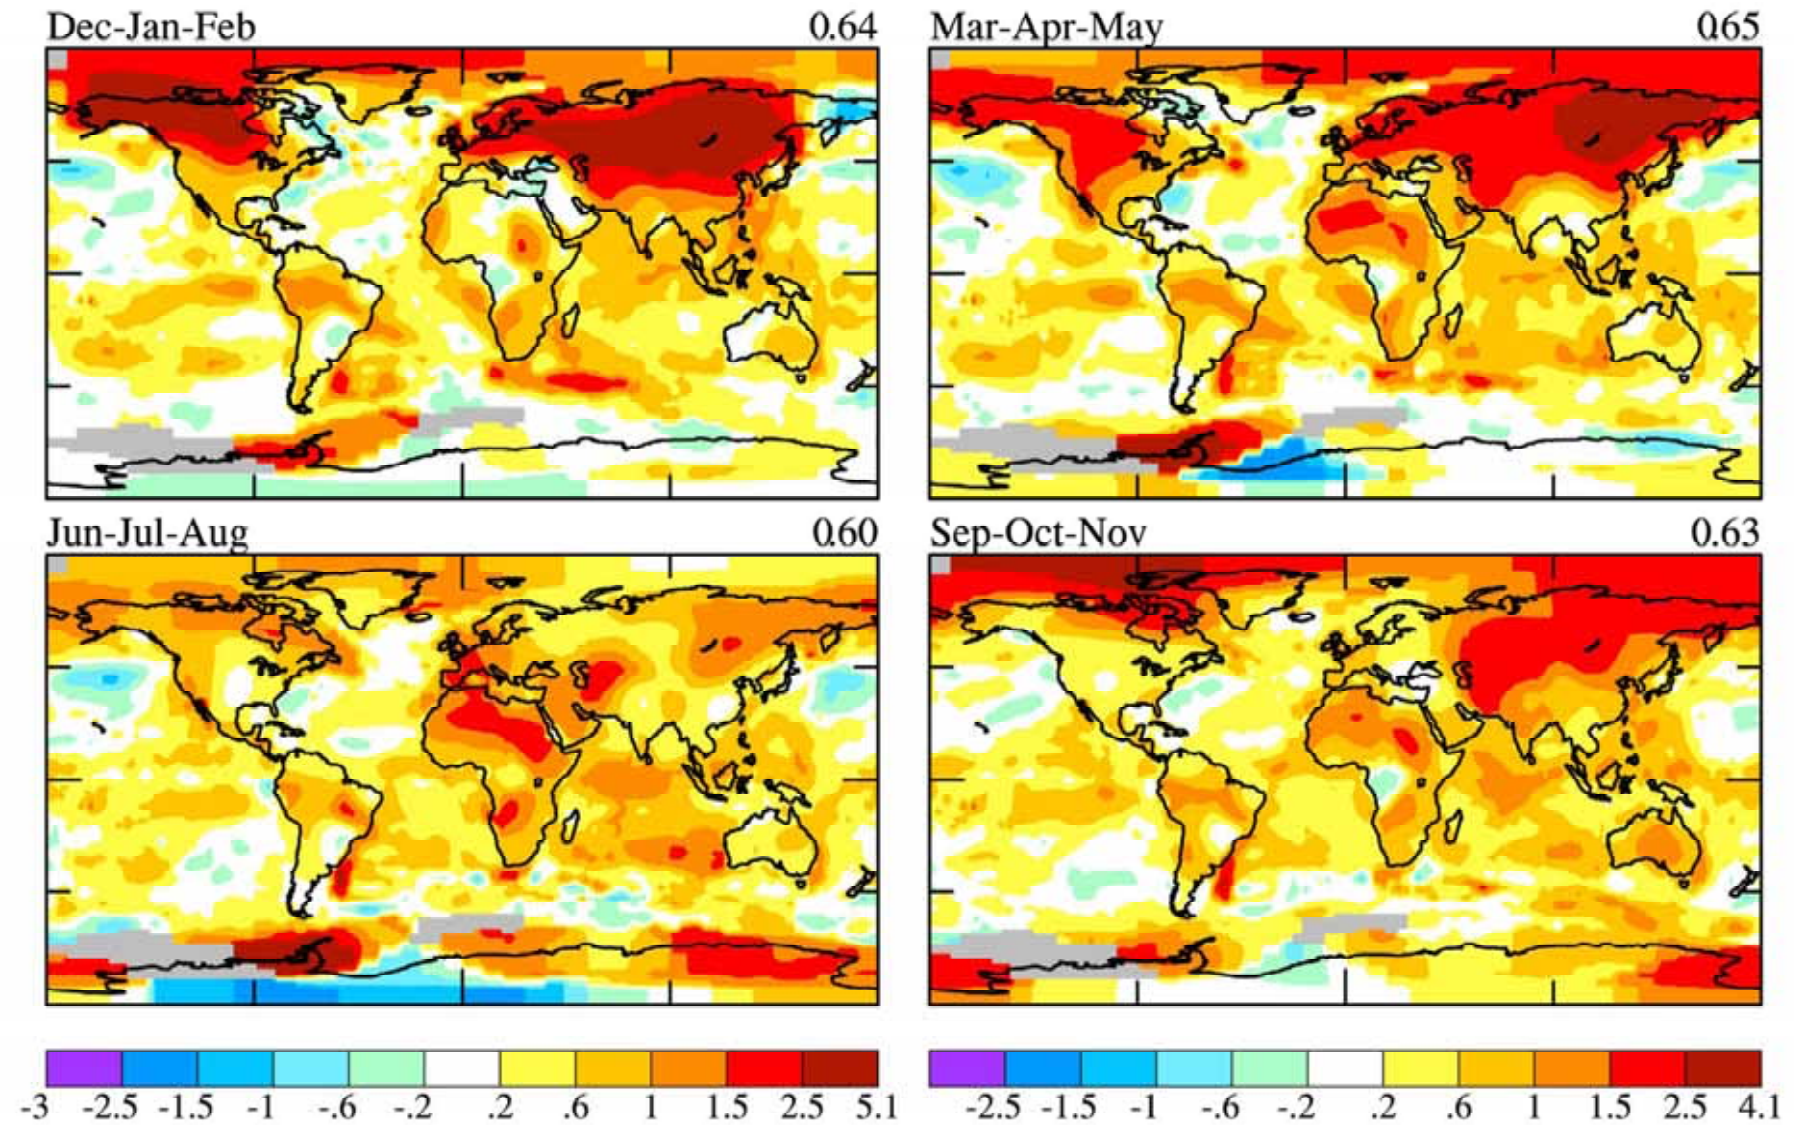 Dec-Jan-Feb 0.64
Mar-Apr-May 0.65
Jun-Jul-Aug 0.60
Sep-Oct-Nov 0.63
-3 -2.5 -1.5 -1 -.6 -.2 .2 .6 1 1.5 2.5 5.1
-2.5 -1.5 -1 -.6 -.2 .2 .6 1 1.5 2.5 4.1